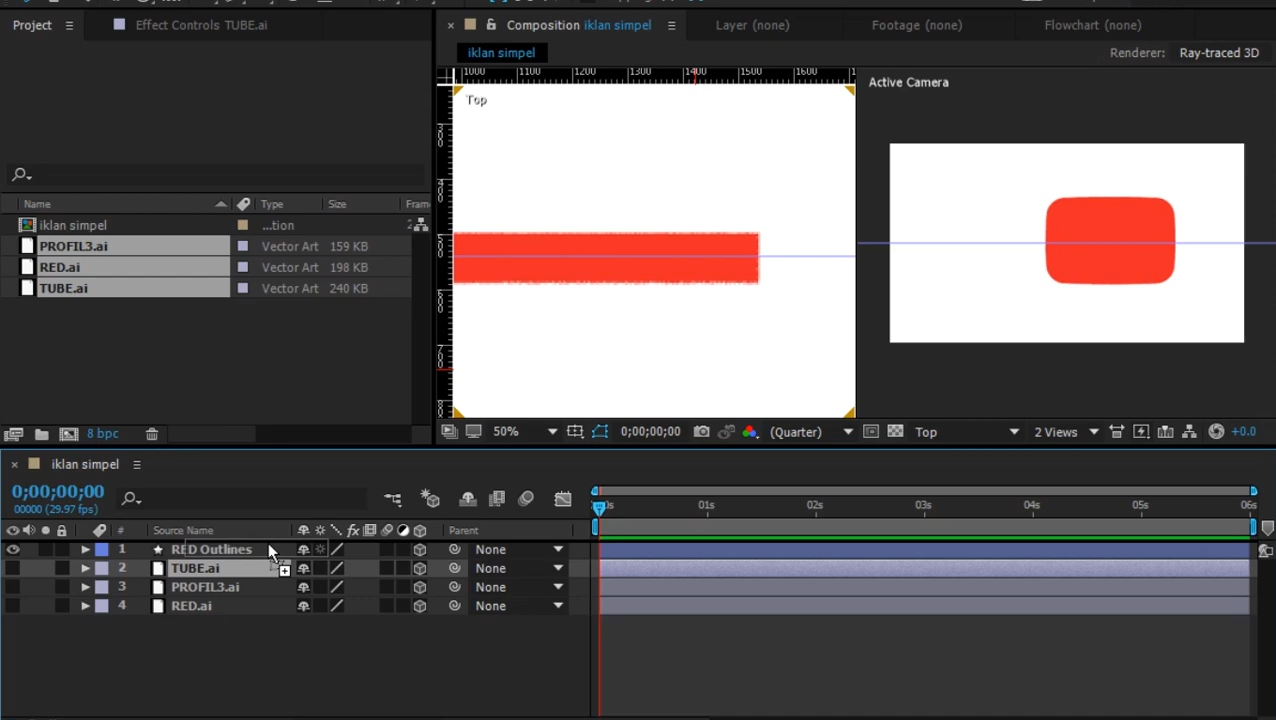 Project
Effect Controls TUBE.ai
Composition iklan simpel
Layer (none)
Footage (none)
Flowchart (none)
iklan simpel
Renderer: Ray-traced 3D
1000 1100 1200 1300 1400 1500 1600
Top
Active Camera
Name Type Size Fram
iklan simpel ...tion
PROFIL3.ai Vector Art 159 KB
RED.ai Vector Art 198 KB
TUBE.ai Vector Art 240 KB
8 bpc
50% 0;00;00;00 (Quarter) Top 2 Views +0.0
iklan simpel
0;00;00;00
00000 (29.97 fps)
01s 02s 03s 04s 05s 06s
# Source Name fx Parent
1 RED Outlines None
2 TUBE.ai None
3 PROFIL3.ai None
4 RED.ai None